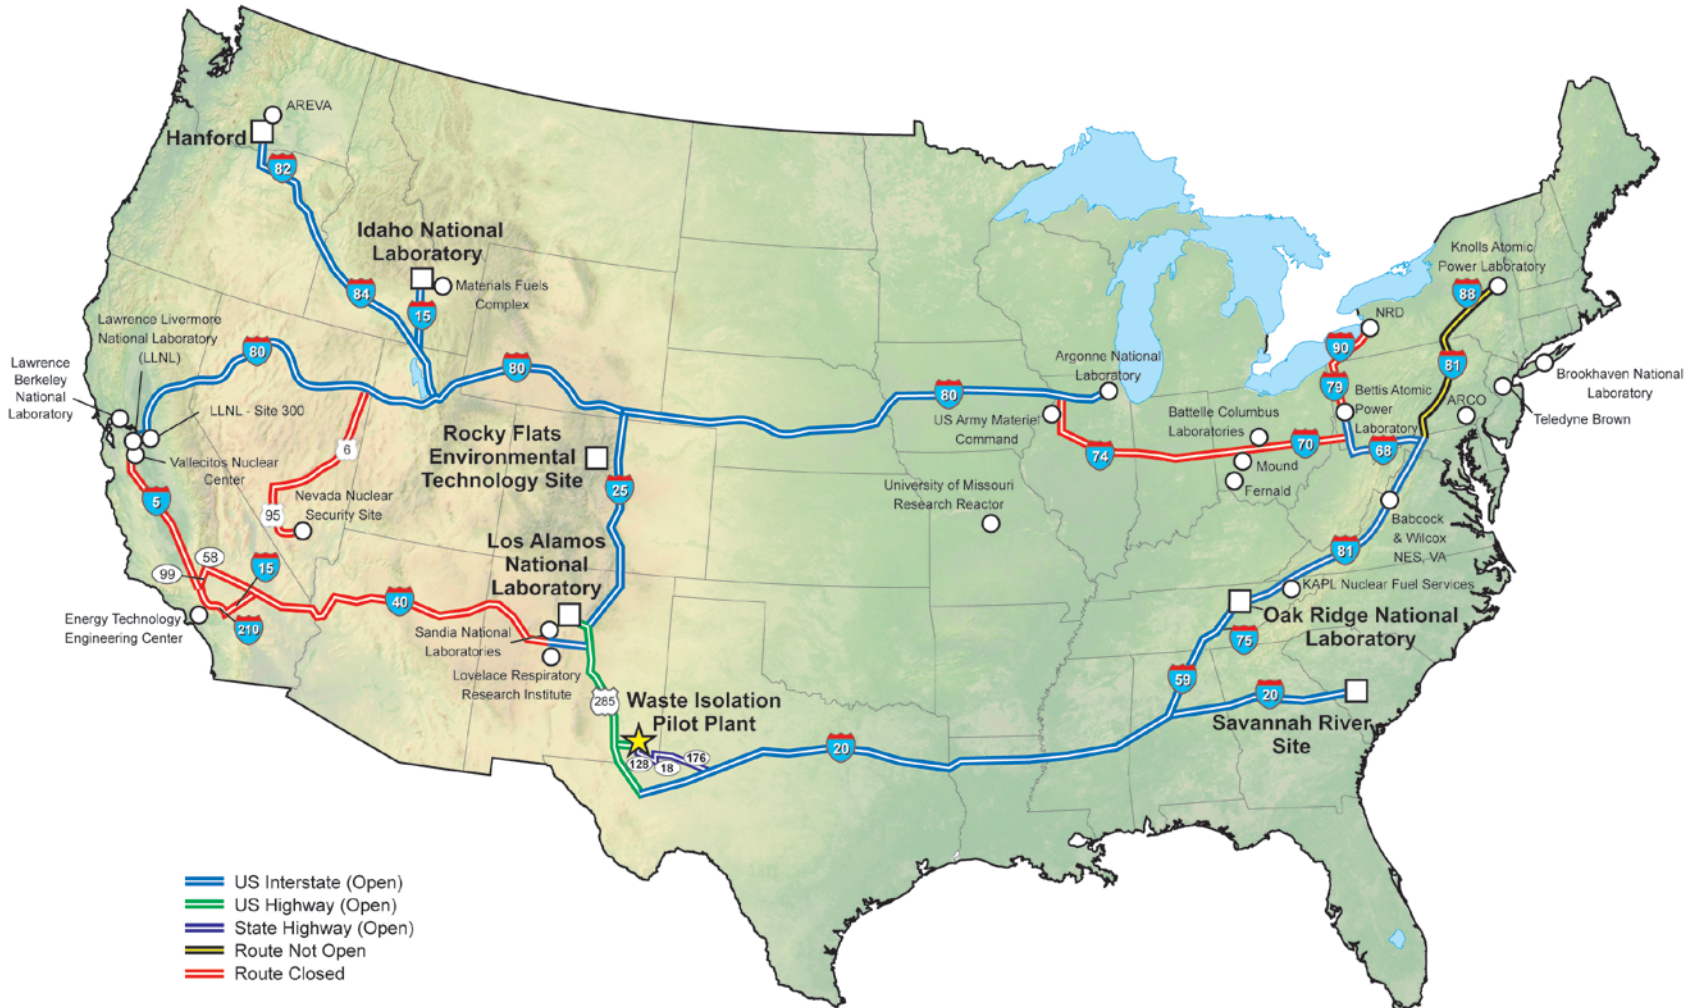 AREVA
Hanford
82
Idaho National
Laboratory
Materials Fuels
Complex
84
15
Lawrence Livermore
National Laboratory
(LLNL)
80
Lawrence
Berkeley
National
Laboratory
LLNL - Site 300
Vallecitos Nuclear
Center
80
6
95
Nevada Nuclear
Security Site
5
58
99
15
210
40
Energy Technology
Engineering Center
Rocky Flats
Environmental
Technology Site
25
Los Alamos
National
Laboratory
Sandia National
Laboratories
Lovelace Respiratory
Research Institute
285
Waste Isolation
Pilot Plant
128
18
176
20
80
Argonne National
Laboratory
US Army Materiel
Command
74
University of Missouri
Research Reactor
Battelle Columbus
Laboratories
70
Mound
Fernald
Knolls Atomic
Power Laboratory
88
NRD
90
79
81
Bettis Atomic
Power
Laboratory
68
ARCO
Brookhaven National
Laboratory
Teledyne Brown
Babcock
& Wilcox
NES, VA
81
KAPL Nuclear Fuel Services
Oak Ridge National
Laboratory
75
59
20
Savannah River
Site
US Interstate (Open)
US Highway (Open)
State Highway (Open)
Route Not Open
Route Closed